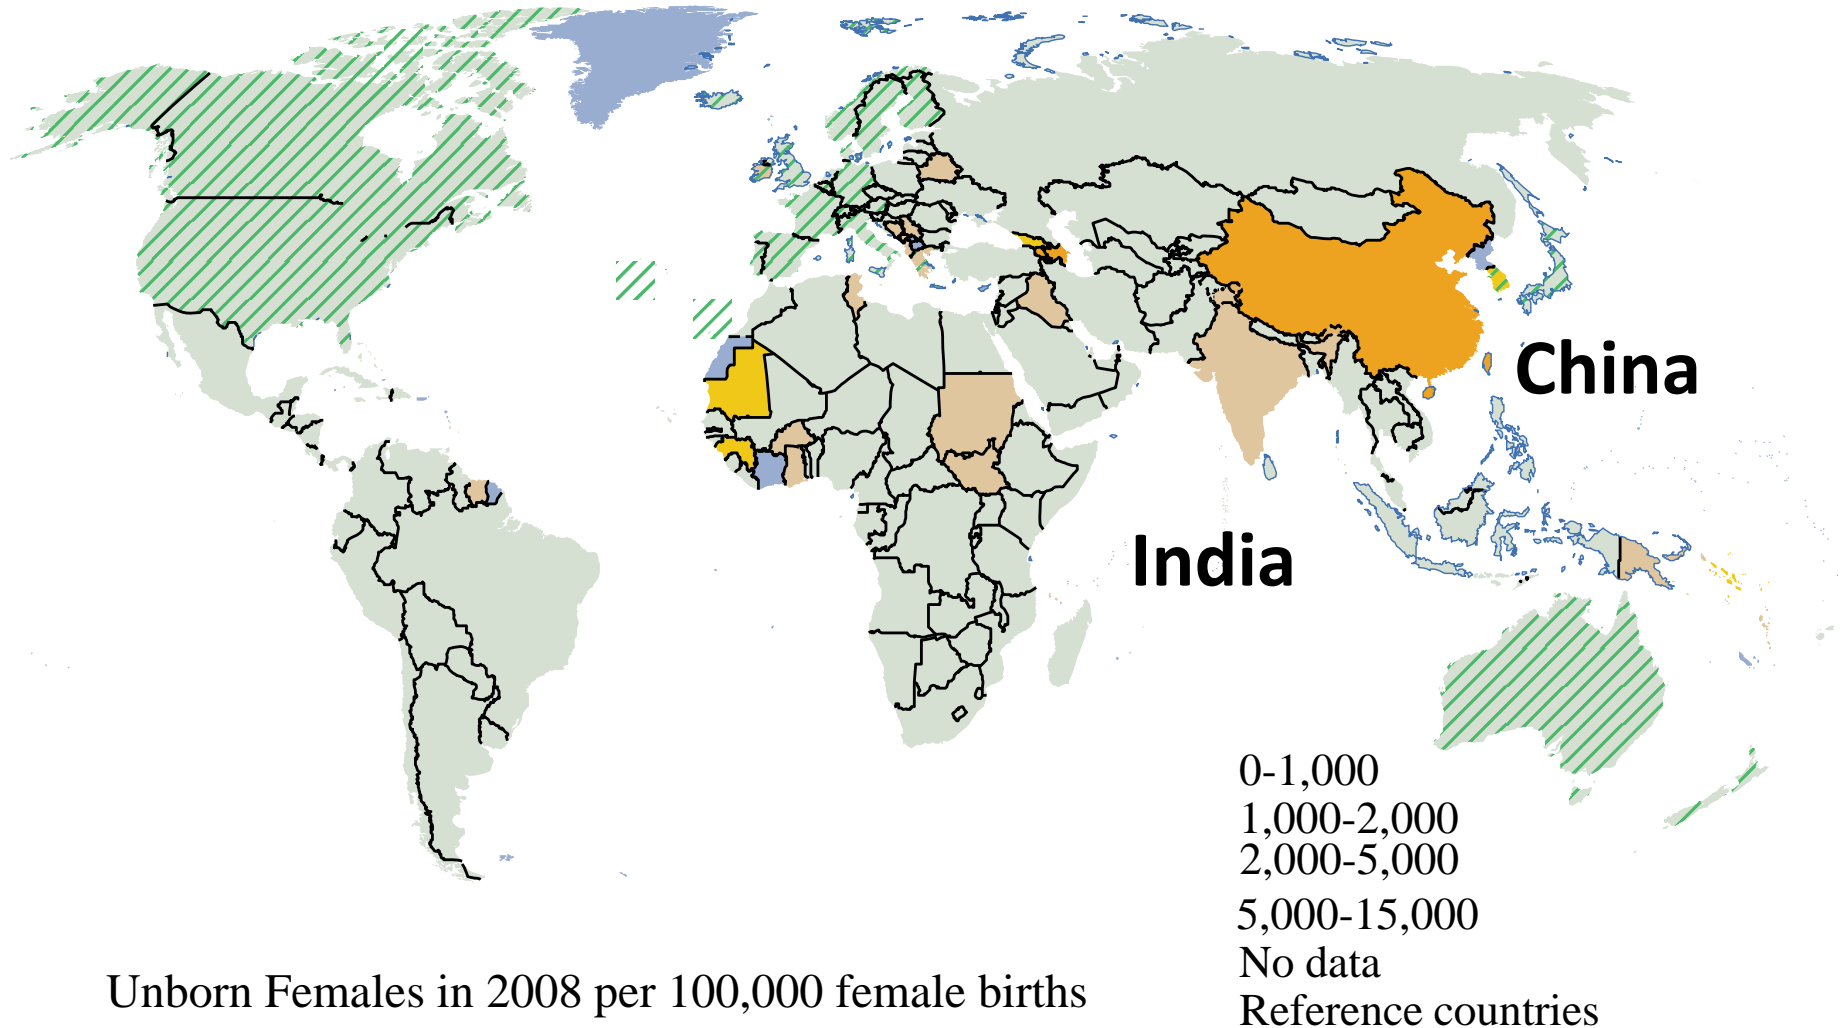 China
India
0-1,000
1,000-2,000
2,000-5,000
5,000-15,000
No data
Unborn Females in 2008 per 100,000 female births
Reference countries